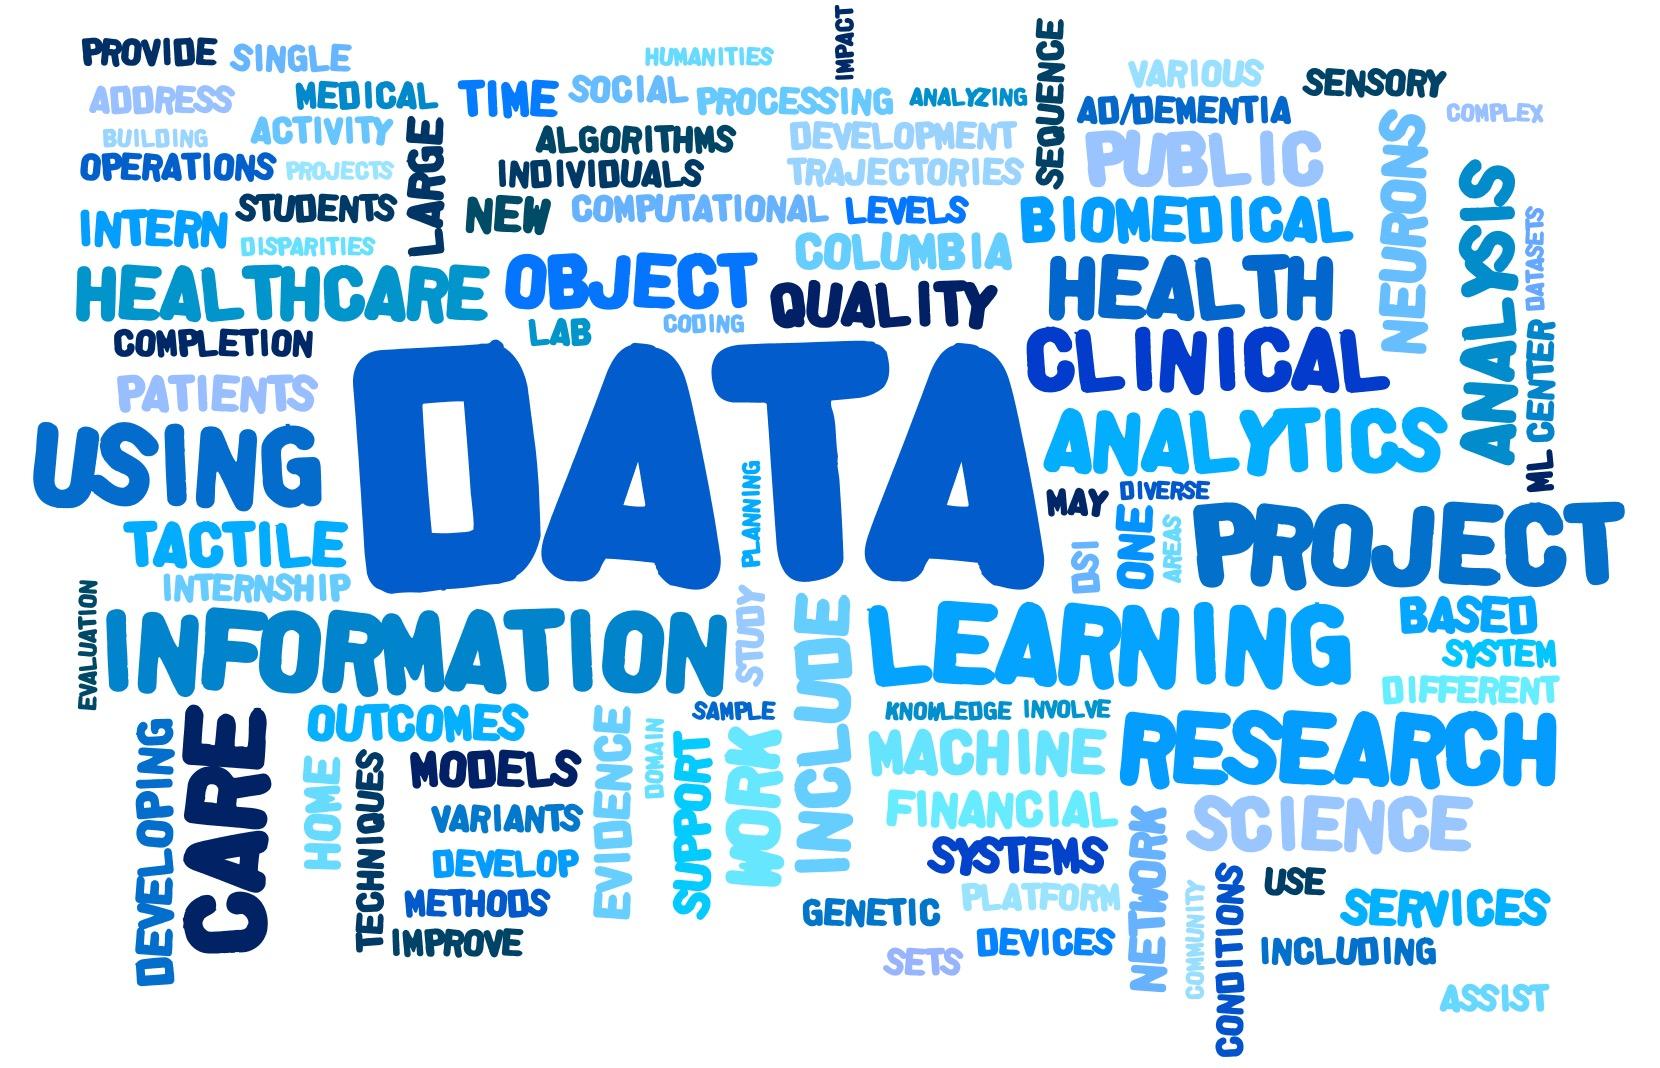 PROVIDE
SINGLE
HUMANITIES
IMPACT
SEQUENCE
VARIOUS
SENSORY
ADDRESS
MEDICAL
TIME
SOCIAL
PROCESSING
ANALYZING
AD/DEMENTIA
COMPLEX
BUILDING
ACTIVITY
LARGE
ALGORITHMS
DEVELOPMENT
PUBLIC
NEURONS
OPERATIONS
PROJECTS
INDIVIDUALS
TRAJECTORIES
ANALYSIS
INTERN
STUDENTS
NEW
COMPUTATIONAL
LEVELS
BIOMEDICAL
DATASETS
DISPARITIES
COLUMBIA
HEALTHCARE
OBJECT
QUALITY
HEALTH
COMPLETION
LAB
CODING
CLINICAL
ML CENTER
PATIENTS
DATA
USING
ANALYTICS
PLANNING
MAY
DIVERSE
TACTILE
DSI
ONE
AREAS
PROJECT
INTERNSHIP
EVALUATION
INFORMATION
STUDY
INCLUDE
LEARNING
BASED
SYSTEM
DIFFERENT
DEVELOPING
CARE
OUTCOMES
EVIDENCE
DOMAIN
SAMPLE
KNOWLEDGE
INVOLVE
RESEARCH
HOME
TECHNIQUES
MODELS
SUPPORT
WORK
MACHINE
VARIANTS
FINANCIAL
NETWORK
SCIENCE
DEVELOP
SYSTEMS
METHODS
PLATFORM
COMMUNITY
CONDITIONS
USE
SERVICES
IMPROVE
GENETIC
DEVICES
INCLUDING
SETS
ASSIST